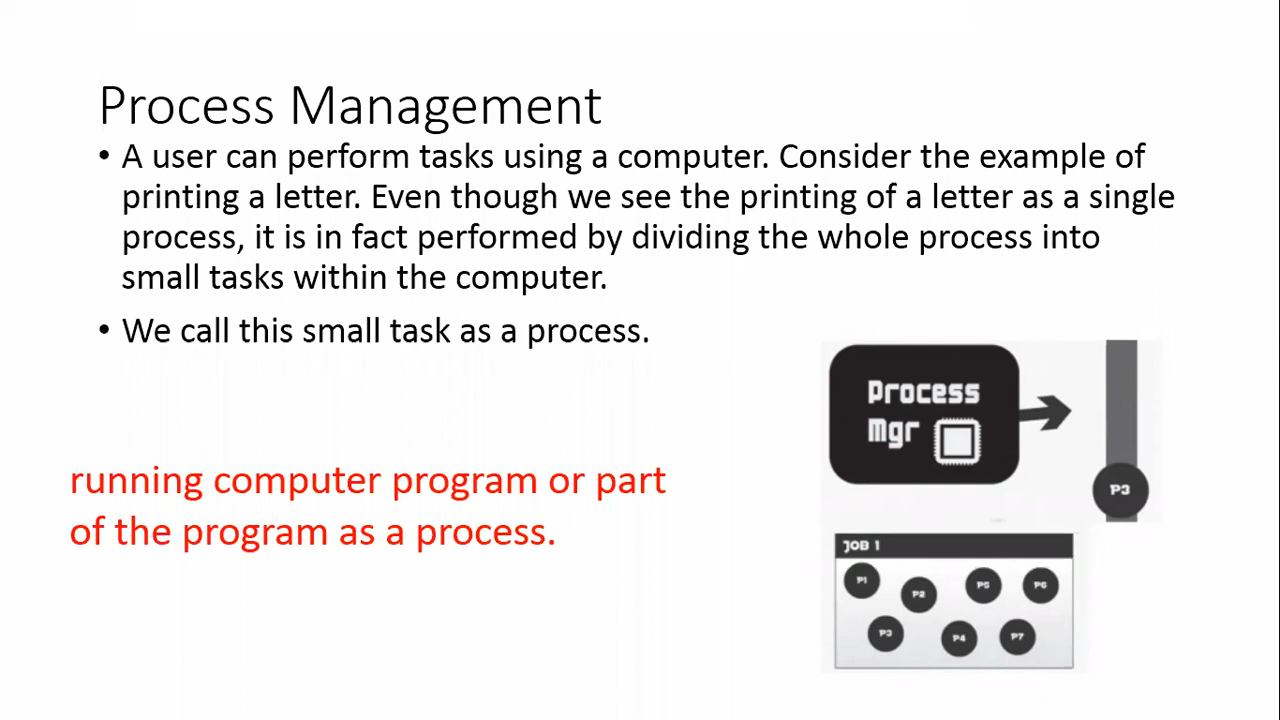 Process Management
• A user can perform tasks using a computer. Consider the example of
printing a letter. Even though we see the printing of a letter as a single
process, it is in fact performed by dividing the whole process into
small tasks within the computer.
• We call this small task as a process.
Process
Mgr
P3
running computer program or part
of the program as a process.
JOB 1
P1
P2
P5
P6
P3
P4
P7